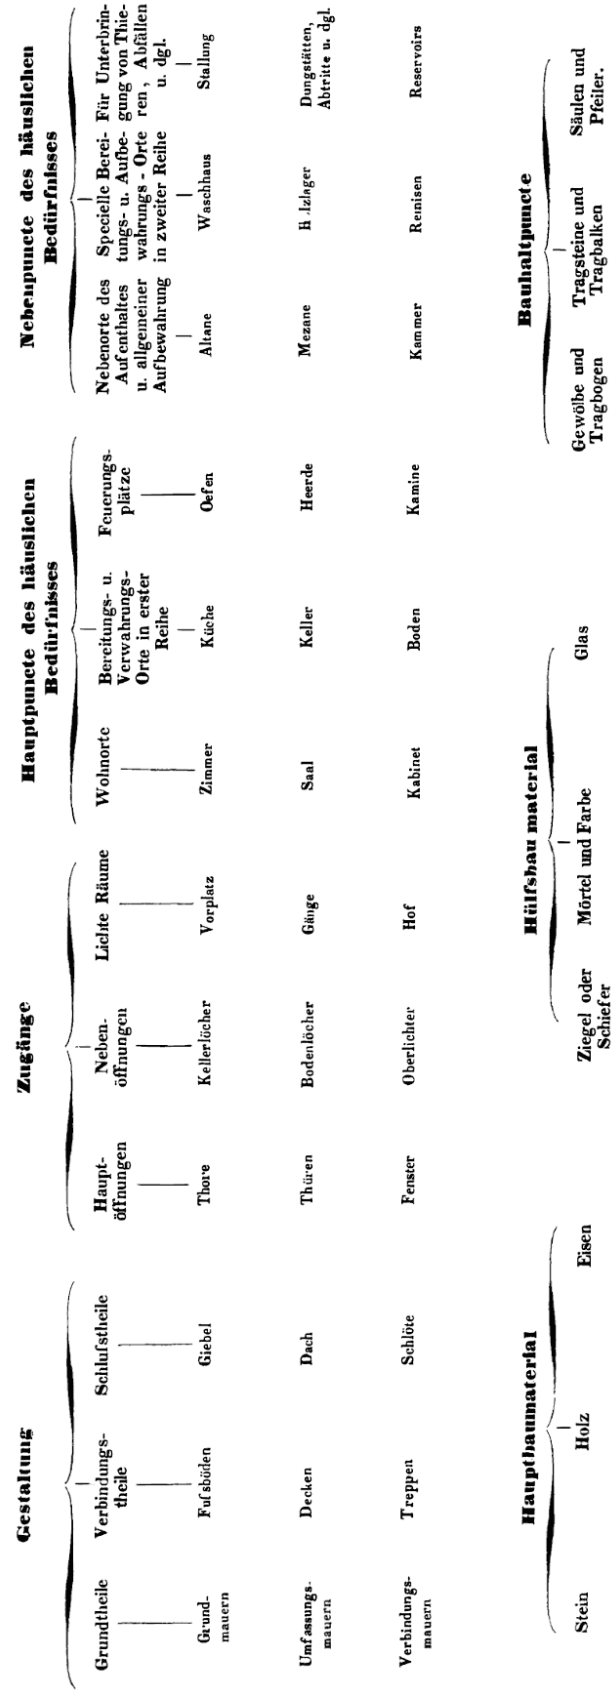 Gestaltung
Grundtheile
Grund-
mauern
Umfassungs-
mauern
Verbindungs-
mauern
Verbindungs-
theile
Fuſsböden
Decken
Treppen
Schluſstheile
Giebel
Dach
Schlöte
Zugänge
Haupt-
öffnungen
Thore
Thüren
Fenster
Neben-
öffnungen
Kellerlöcher
Bodenlöcher
Oberlichter
Lichte Räume
Vorplatz
Gänge
Hof
Hauptpuncte des häuslichen
Bedürfnisses
Wohnorte
Zimmer
Saal
Kabinet
Bereitungs- u.
Verwahrungs-
Orte in erster
Reihe
Küche
Keller
Boden
Feuerungs-
plätze
Oefen
Heerde
Kamine
Nebenpuncte des häuslichen
Bedürfnisses
Nebenorte des
Aufenthaltes
u. allgemeiner
Aufbewahrung
Altane
Mezane
Kammer
Specielle Berei-
tungs- u. Aufbe-
wahrungs - Orte
in zweiter Reihe
Waschhaus
H.lzlager
Remisen
Für Unterbrin-
gung von Thie-
ren, Abfällen
u. dgl.
Stallung
Dungstätten,
Abtritte u. dgl.
Reservoirs
Hauptbaumaterial
Stein
Holz
Eisen
Hülfsbaumaterial
Ziegel oder
Schiefer
Mörtel und Farbe
Glas
Bauhaltpuncte
Gewölbe und
Tragbogen
Tragsteine und
Tragbalken
Säulen und
Pfeiler.